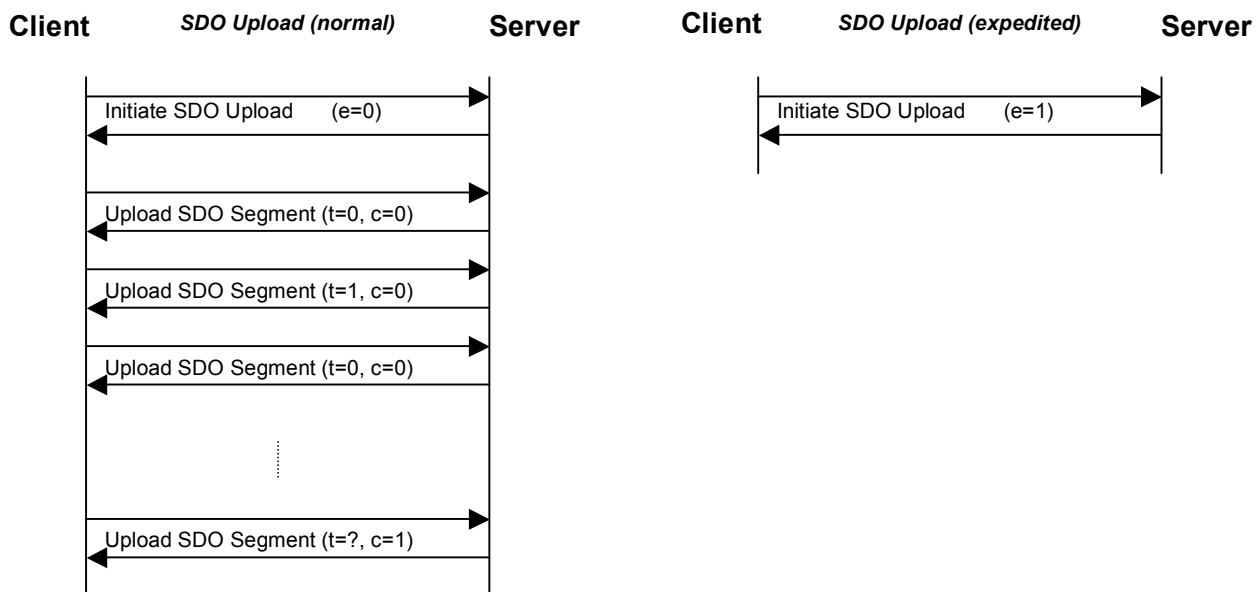 Client SDO Upload (normal) Server
Initiate SDO Upload (e=0)
Upload SDO Segment (t=0, c=0)
Upload SDO Segment (t=1, c=0)
Upload SDO Segment (t=0, c=0)
Upload SDO Segment (t=?, c=1)
Client SDO Upload (expedited) Server
Initiate SDO Upload (e=1)